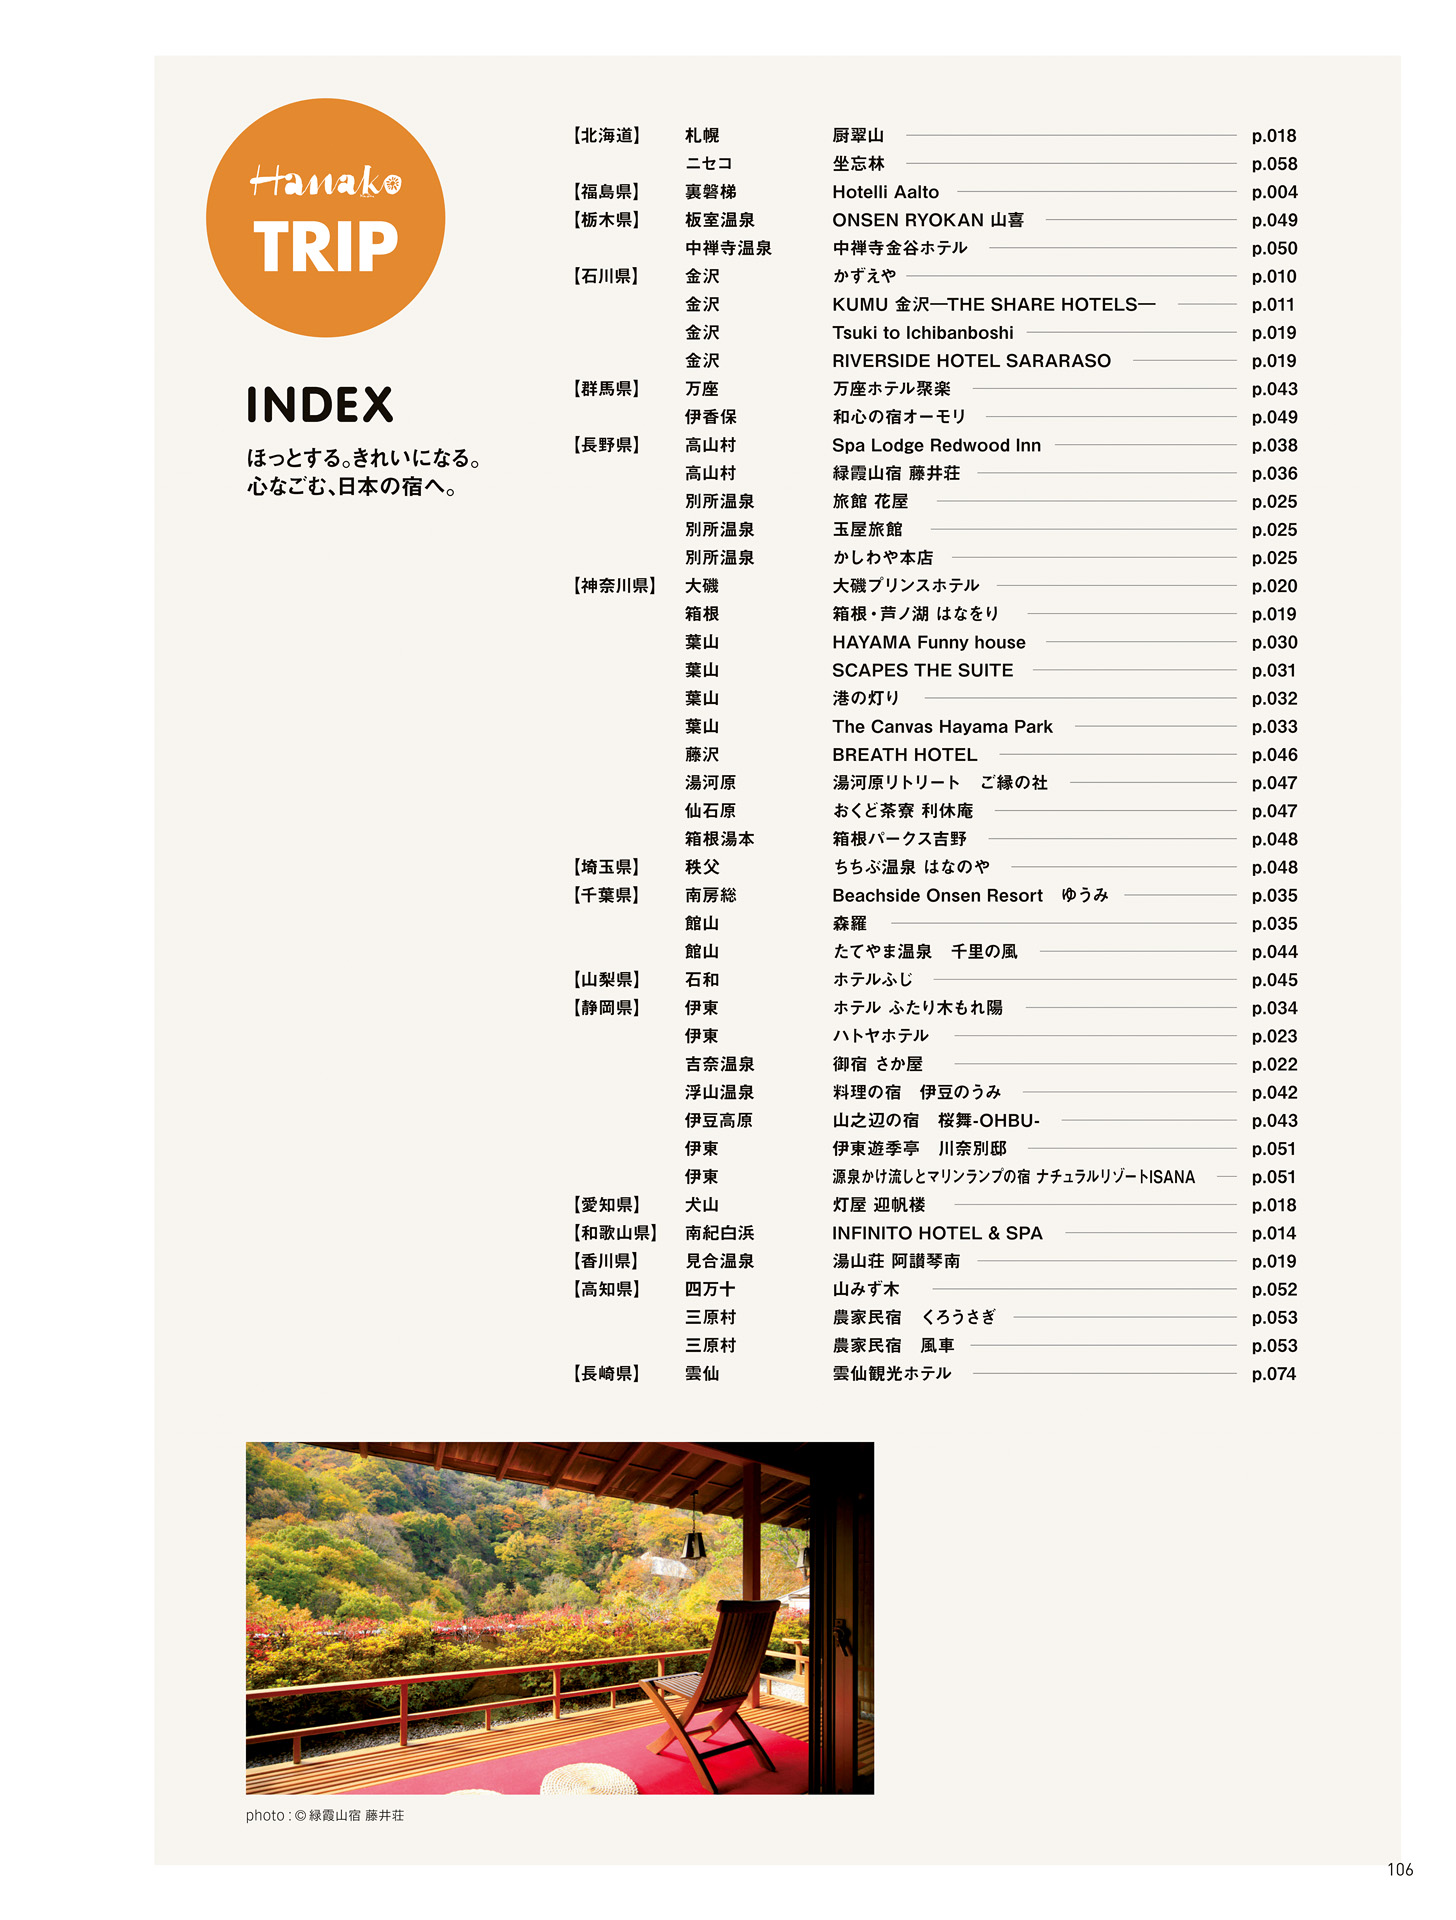 Hanako
TRIP
INDEX
ほっとする。きれいになる。
心なごむ、日本の宿へ。
【北海道】 札幌 厨翠山 p.018
ニセコ 坐忘林 p.058
【福島県】 裏磐梯 Hotelli Aalto p.004
【栃木県】 板室温泉 ONSEN RYOKAN 山喜 p.049
中禅寺温泉 中禅寺金谷ホテル p.050
【石川県】 金沢 かずえや p.010
金沢 KUMU 金沢―THE SHARE HOTELS― p.011
金沢 Tsuki to Ichibanboshi p.019
金沢 RIVERSIDE HOTEL SARARASO p.019
【群馬県】 万座 万座ホテル聚楽 p.043
伊香保 和心の宿オーモリ p.049
【長野県】 高山村 Spa Lodge Redwood Inn p.038
高山村 緑霞山宿 藤井荘 p.036
別所温泉 旅館 花屋 p.025
別所温泉 玉屋旅館 p.025
別所温泉 かしわや本店 p.025
【神奈川県】 大磯 大磯プリンスホテル p.020
箱根 箱根・芦ノ湖 はなをり p.019
葉山 HAYAMA Funny house p.030
葉山 SCAPES THE SUITE p.031
葉山 港の灯り p.032
葉山 The Canvas Hayama Park p.033
藤沢 BREATH HOTEL p.046
湯河原 湯河原リトリート ご縁の社 p.047
仙石原 おくど茶寮 利休庵 p.047
箱根湯本 箱根パークス吉野 p.048
【埼玉県】 秩父 ちちぶ温泉 はなのや p.048
【千葉県】 南房総 Beachside Onsen Resort ゆうみ p.035
館山 森羅 p.035
館山 たてやま温泉 千里の風 p.044
【山梨県】 石和 ホテルふじ p.045
【静岡県】 伊東 ホテル ふたり木もれ陽 p.034
伊東 ハトヤホテル p.023
吉奈温泉 御宿 さか屋 p.022
浮山温泉 料理の宿 伊豆のうみ p.042
伊豆高原 山之辺の宿 桜舞-OHBU- p.043
伊東 伊東遊季亭 川奈別邸 p.051
伊東 源泉かけ流しとマリンランプの宿 ナチュラルリゾートISANA p.051
【愛知県】 犬山 灯屋 迎帆楼 p.018
【和歌山県】 南紀白浜 INFINITO HOTEL & SPA p.014
【香川県】 見合温泉 湯山荘 阿讃琴南 p.019
【高知県】 四万十 山みず木 p.052
三原村 農家民宿 くろうさぎ p.053
三原村 農家民宿 風車 p.053
【長崎県】 雲仙 雲仙観光ホテル p.074
photo : © 緑霞山宿 藤井荘
106